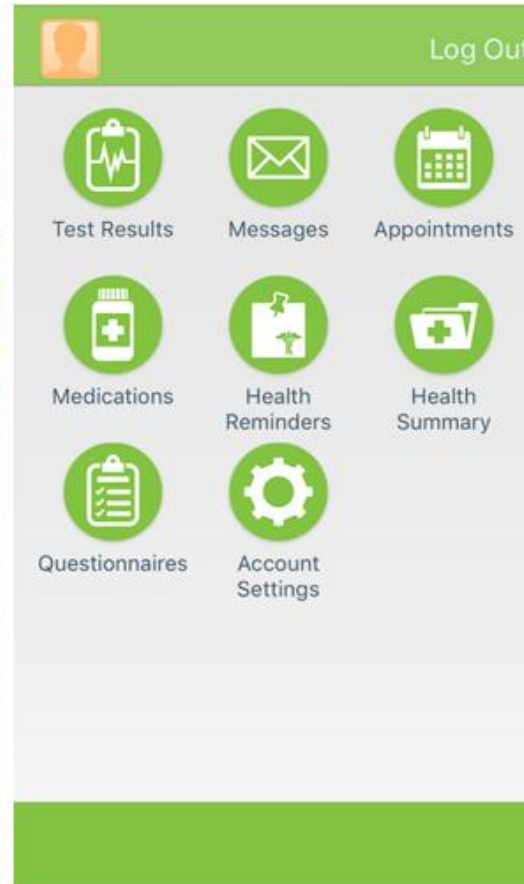 Log Out
Test Results
Messages
Appointments
Medications
Health
Reminders
Health
Summary
Questionnaires
Account
Settings